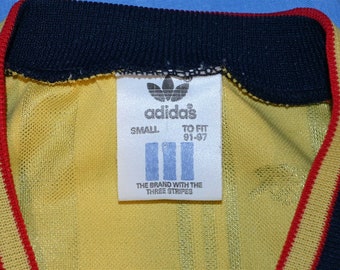 adidas
SMALL TO FIT
91-97
THE BRAND WITH THE
THREE STRIPES